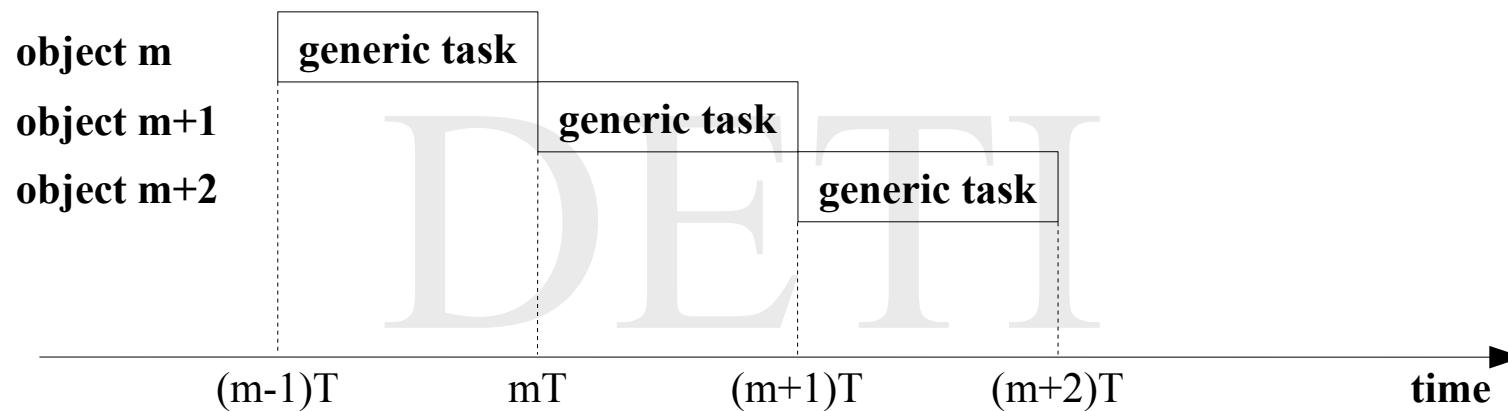 object m generic task
object m+1 generic task
object m+2 generic task
DETI
(m-1)T mT (m+1)T (m+2)T time